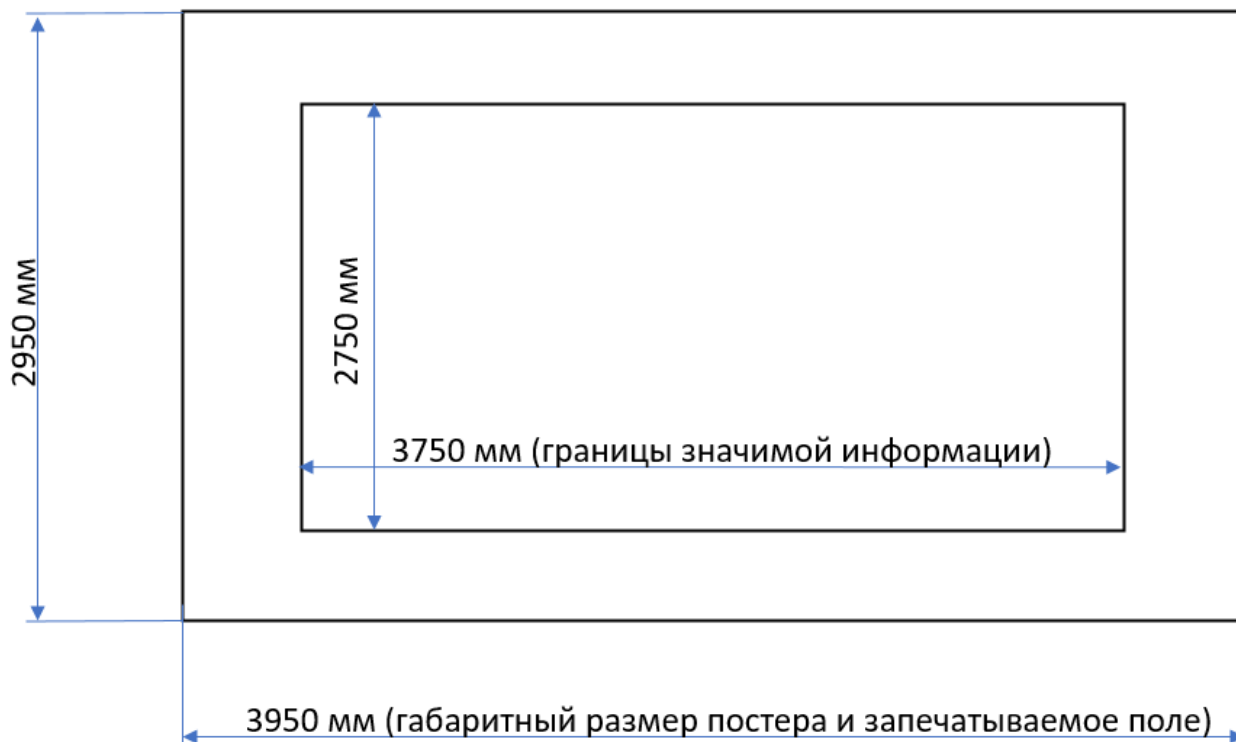 2950 мм
2750 мм
3750 мм (границы значимой информации)
3950 мм (габаритный размер постера и запечатываемое поле)